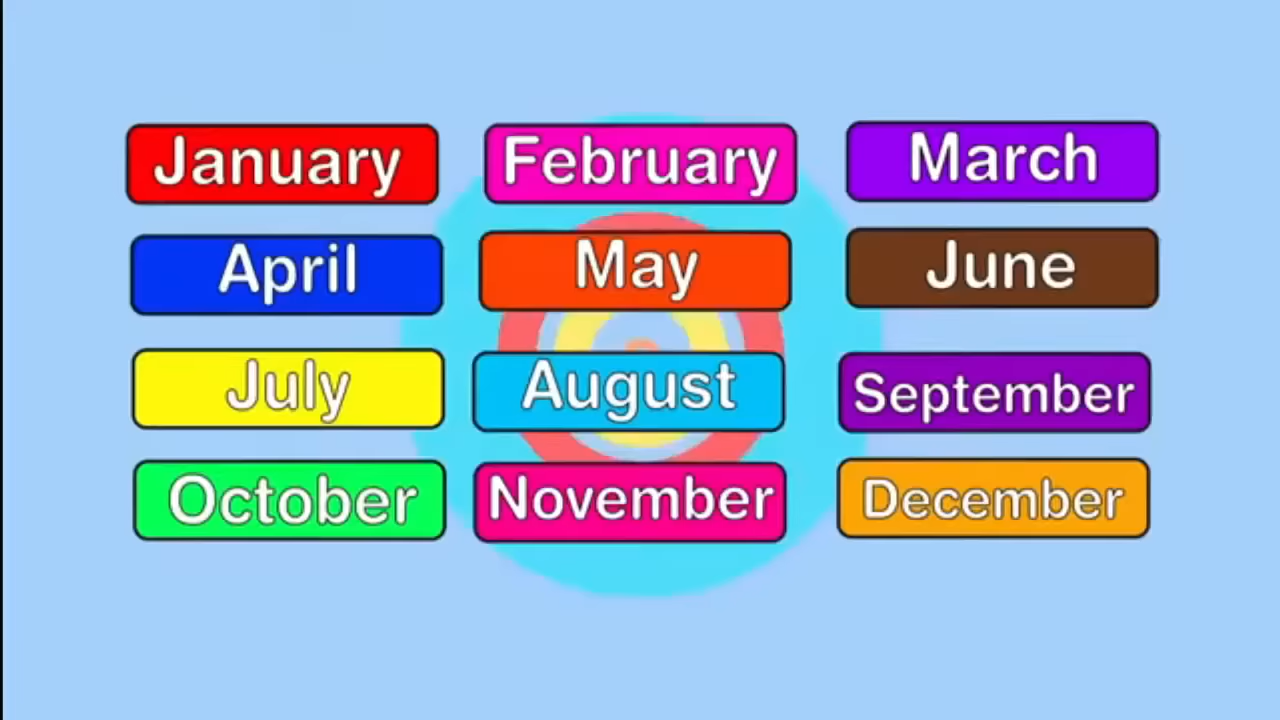 January February March
April May June
July August September
October November December